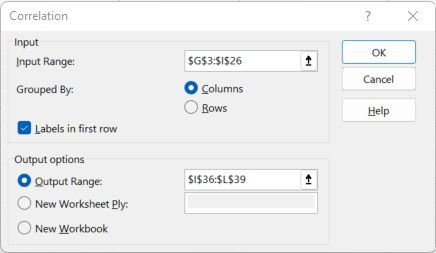 Correlation
Input
Input Range: $G$3:$I$26
Grouped By: Columns
Rows
Labels in first row
Output options
Output Range: $I$36:$L$39
New Worksheet Ply:
New Workbook
? ×
OK
Cancel
Help